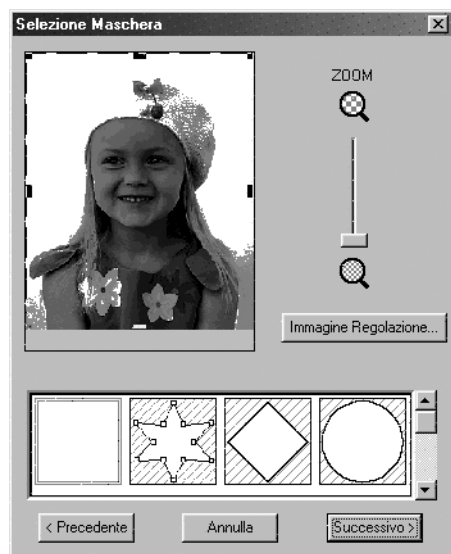 Selezione Maschera
ZOOM
Immagine Regolazione...
< Precedente
Annulla
Successivo >